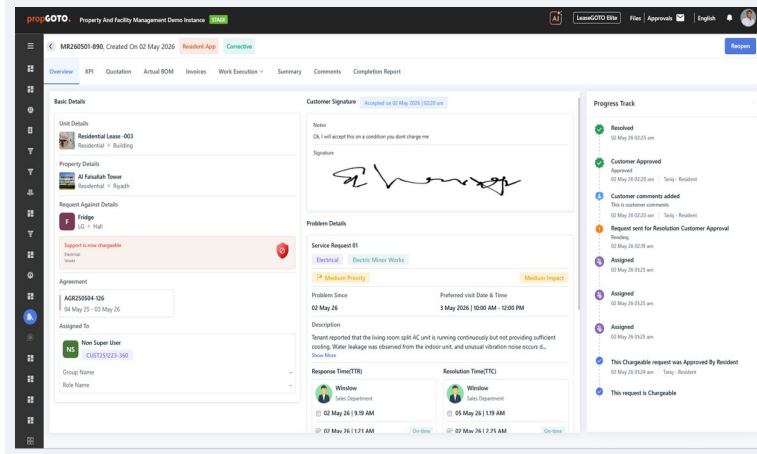 propGOTO. Property And Facility Management Demo Instance STAGE
AI LeaseGOTO Elite Files Approvals English
MR260501-890, Created On 02 May 2026 Resident App Corrective Reopen
Overview KPI Quotation Actual BOM Invoices Work Execution Summary Comments Completion Report
Basic Details
Unit Details
Residential Lease -003
Residential Building
Property Details
Al Faisaliah Tower
Residential Riyadh
Request Against Details
F Fridge
LG Hall
Support is now chargeable
Electrical
Agreement
AGR250504-126
04 May 25 - 03 May 26
Assigned To
NS Non Super User
CUST251223-360
Group Name -
Role Name -
Customer Signature Accepted on 02 May 2026 | 02:20 am
Notes
Ok, I will accept this on a condition you dont charge me
Signature
Problem Details
Service Request 01
Electrical Electric Minor Works
Medium Priority Medium Impact
Problem Since Preferred visit Date & Time
02 May 26 3 May 2026 | 10:00 AM - 12:00 PM
Description
Tenant reported that the living room split AC unit is running continuously but not providing sufficient
cooling. Water leakage was observed from the indoor unit, and unusual vibration noise occurs d...
Show More
Response Time(TTR) Resolution Time(TTC)
Winslow Winslow
Sales Department Sales Department
02 May 26 | 9.19 AM 05 May 26 | 1.19 AM
02 May 26 | 1.21 AM On-time 02 May 26 | 2.25 AM On-time
Progress Track
Resolved
02 May 26 02:25 am
Customer Approved
Approved
02 May 26 02:20 am Tariq - Resident
Customer comments added
This is customer comments
02 May 26 02:20 am Tariq - Resident
Request sent for Resolution Customer Approval
Pending
02 May 26 02:19 am
Assigned
02 May 26 01:25 am
Assigned
02 May 26 01:25 am
Assigned
02 May 26 01:25 am
This Chargeable request was Approved By Resident
02 May 26 01:24 am Tariq - Resident
This request is Chargeable